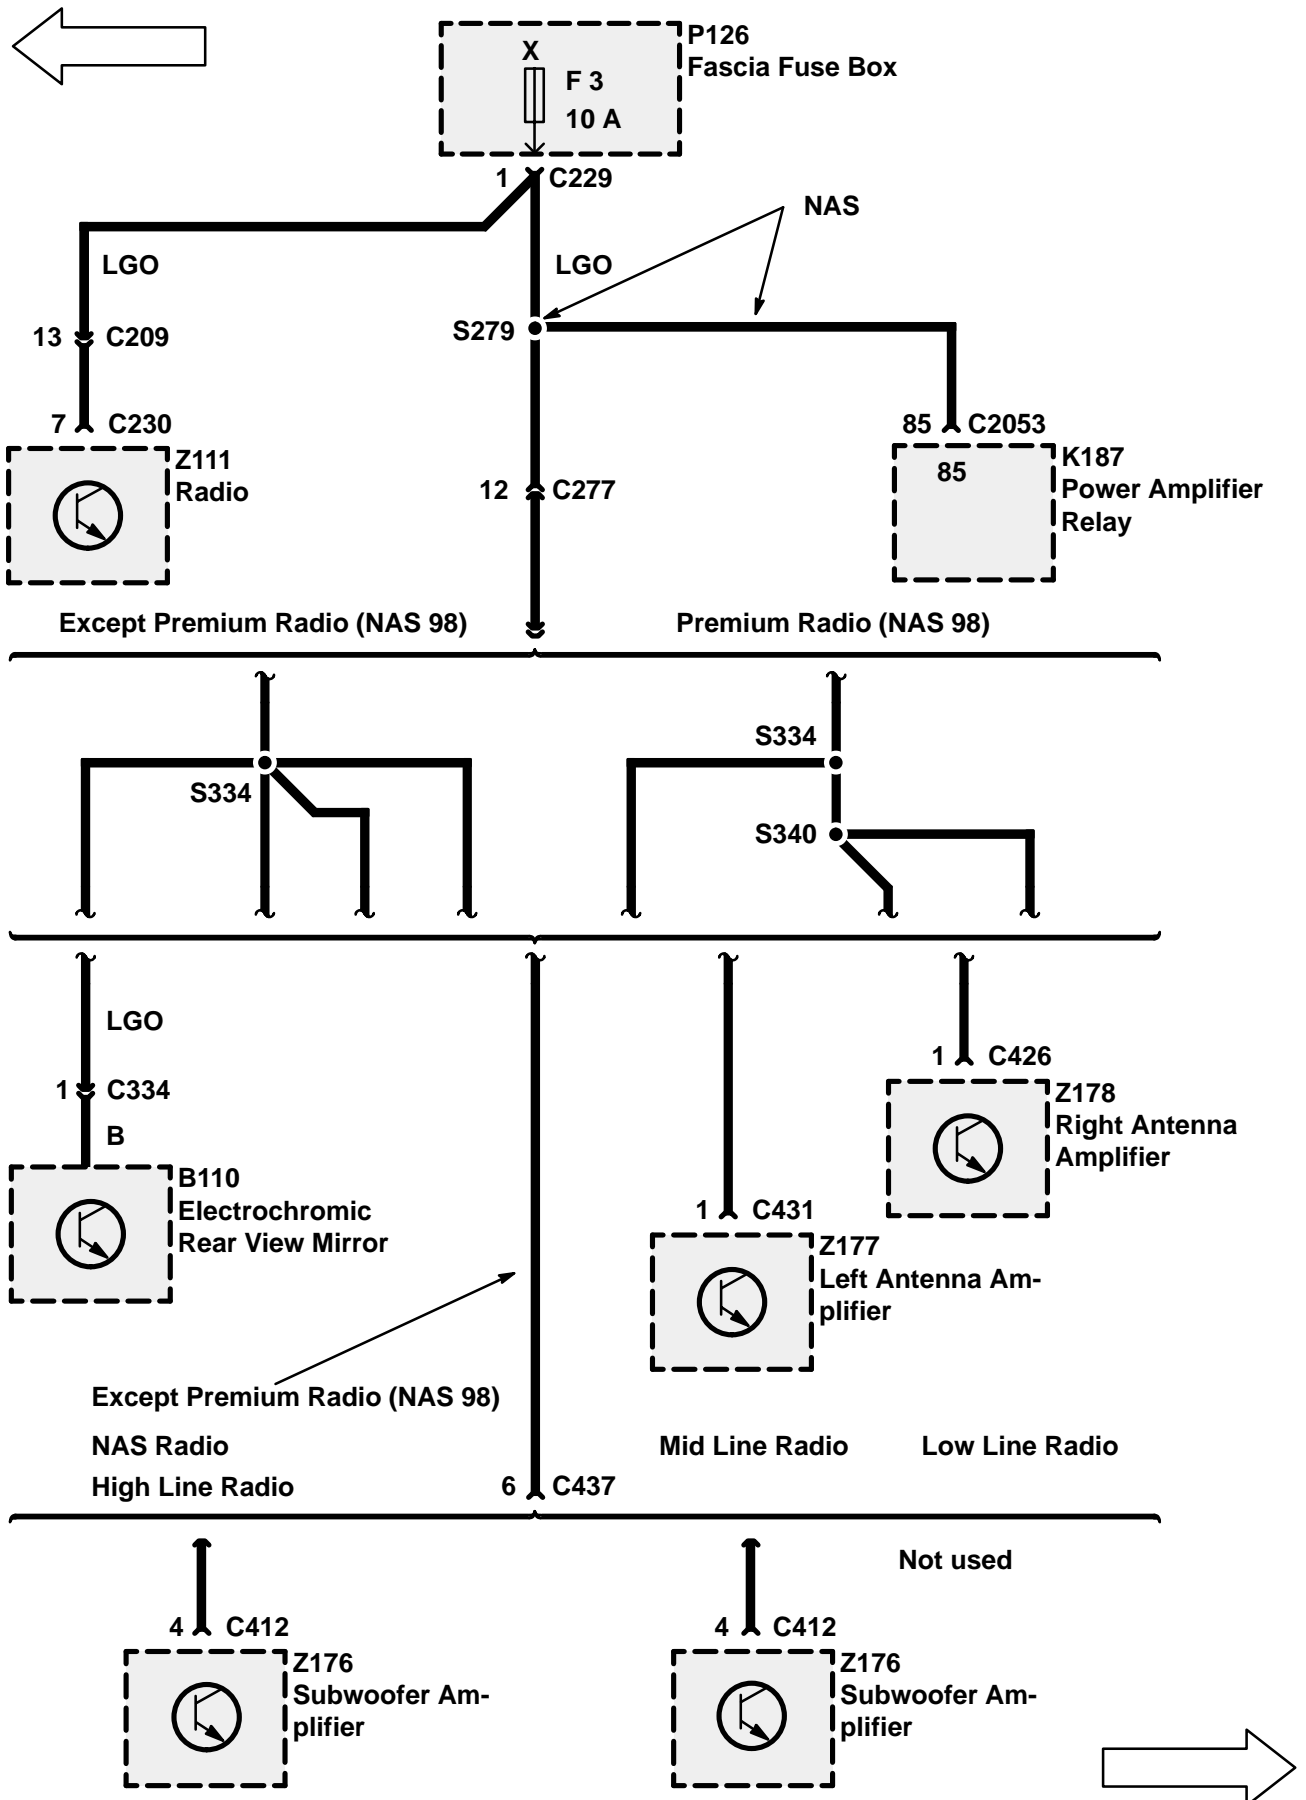 P126
Fascia Fuse Box
X
F 3
10 A
1 C229
NAS
LGO
LGO
S279
13 C209
7 C230
85 C2053
Z111
Radio
85
K187
Power Amplifier
Relay
12 C277
Except Premium Radio (NAS 98)
Premium Radio (NAS 98)
S334
S334
S340
LGO
1 C334
B
B110
Electrochromic
Rear View Mirror
1 C426
Z178
Right Antenna
Amplifier
1 C431
Z177
Left Antenna Am-
plifier
Except Premium Radio (NAS 98)
NAS Radio
High Line Radio
Mid Line Radio
Low Line Radio
6 C437
Not used
4 C412
Z176
Subwoofer Am-
plifier
4 C412
Z176
Subwoofer Am-
plifier